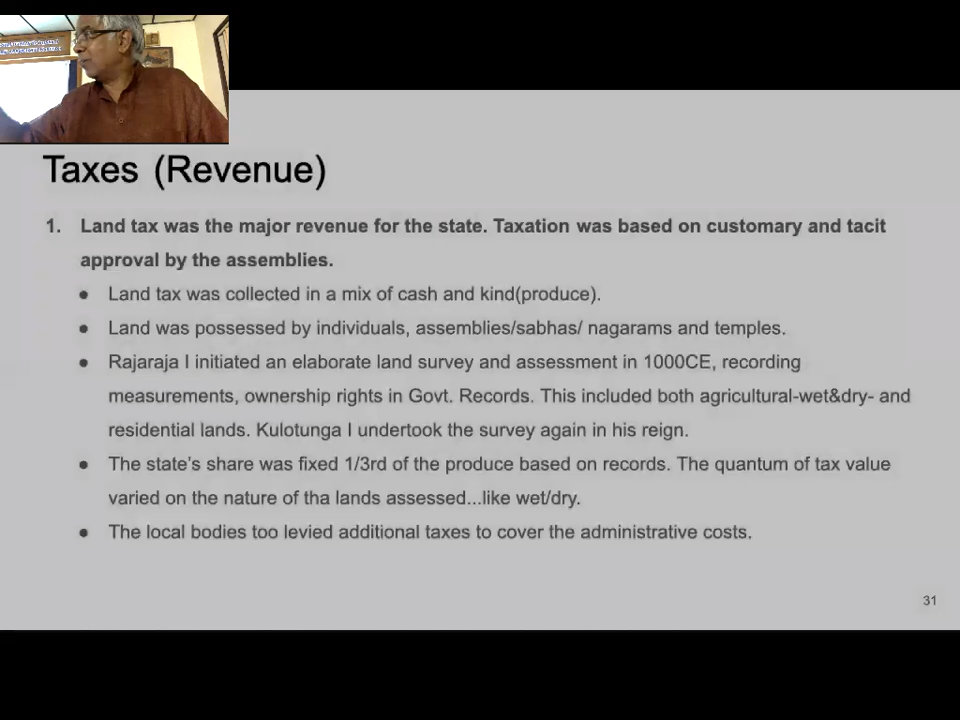 Taxes (Revenue)
1. Land tax was the major revenue for the state. Taxation was based on customary and tacit
approval by the assemblies.
● Land tax was collected in a mix of cash and kind(produce).
● Land was possessed by individuals, assemblies/sabhas/ nagarams and temples.
● Rajaraja I initiated an elaborate land survey and assessment in 1000CE, recording
measurements, ownership rights in Govt. Records. This included both agricultural-wet&dry- and
residential lands. Kulotunga I undertook the survey again in his reign.
● The state's share was fixed 1/3rd of the produce based on records. The quantum of tax value
varied on the nature of tha lands assessed...like wet/dry.
● The local bodies too levied additional taxes to cover the administrative costs.
31